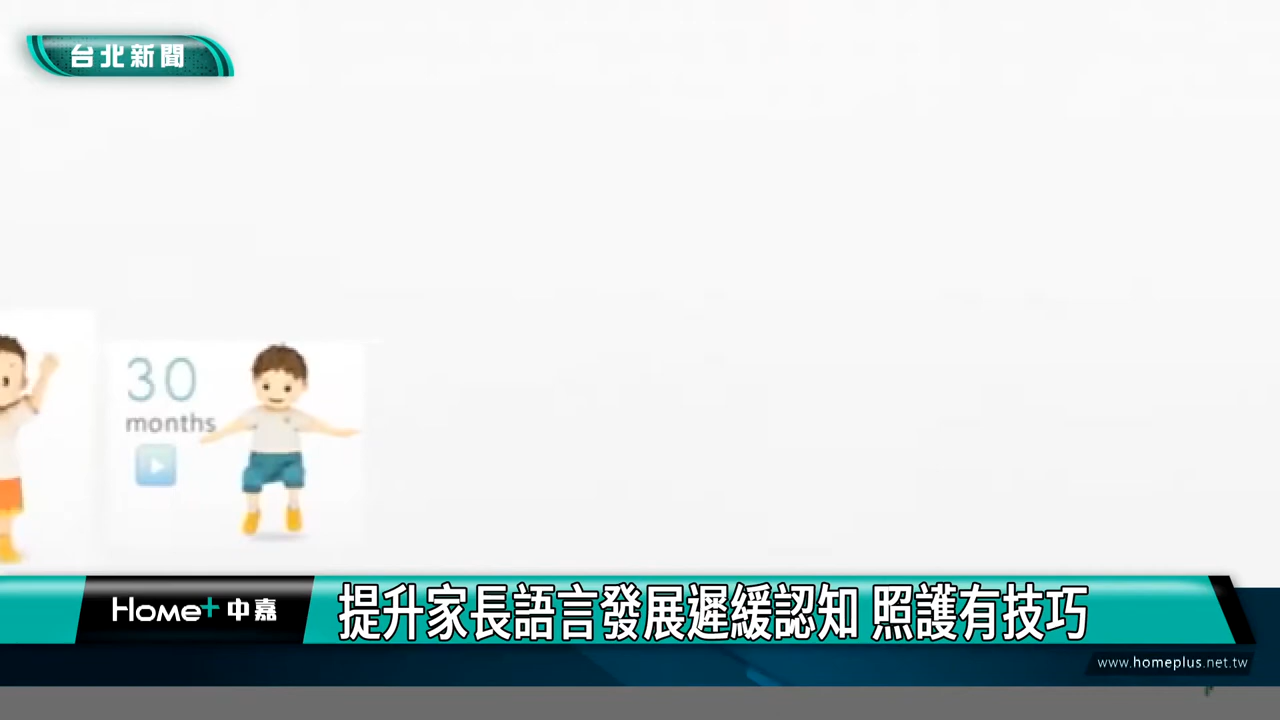 台北新聞
30
months
Home+ 中嘉
提升家長語言發展遲緩認知 照護有技巧
www.homeplus.net.tw